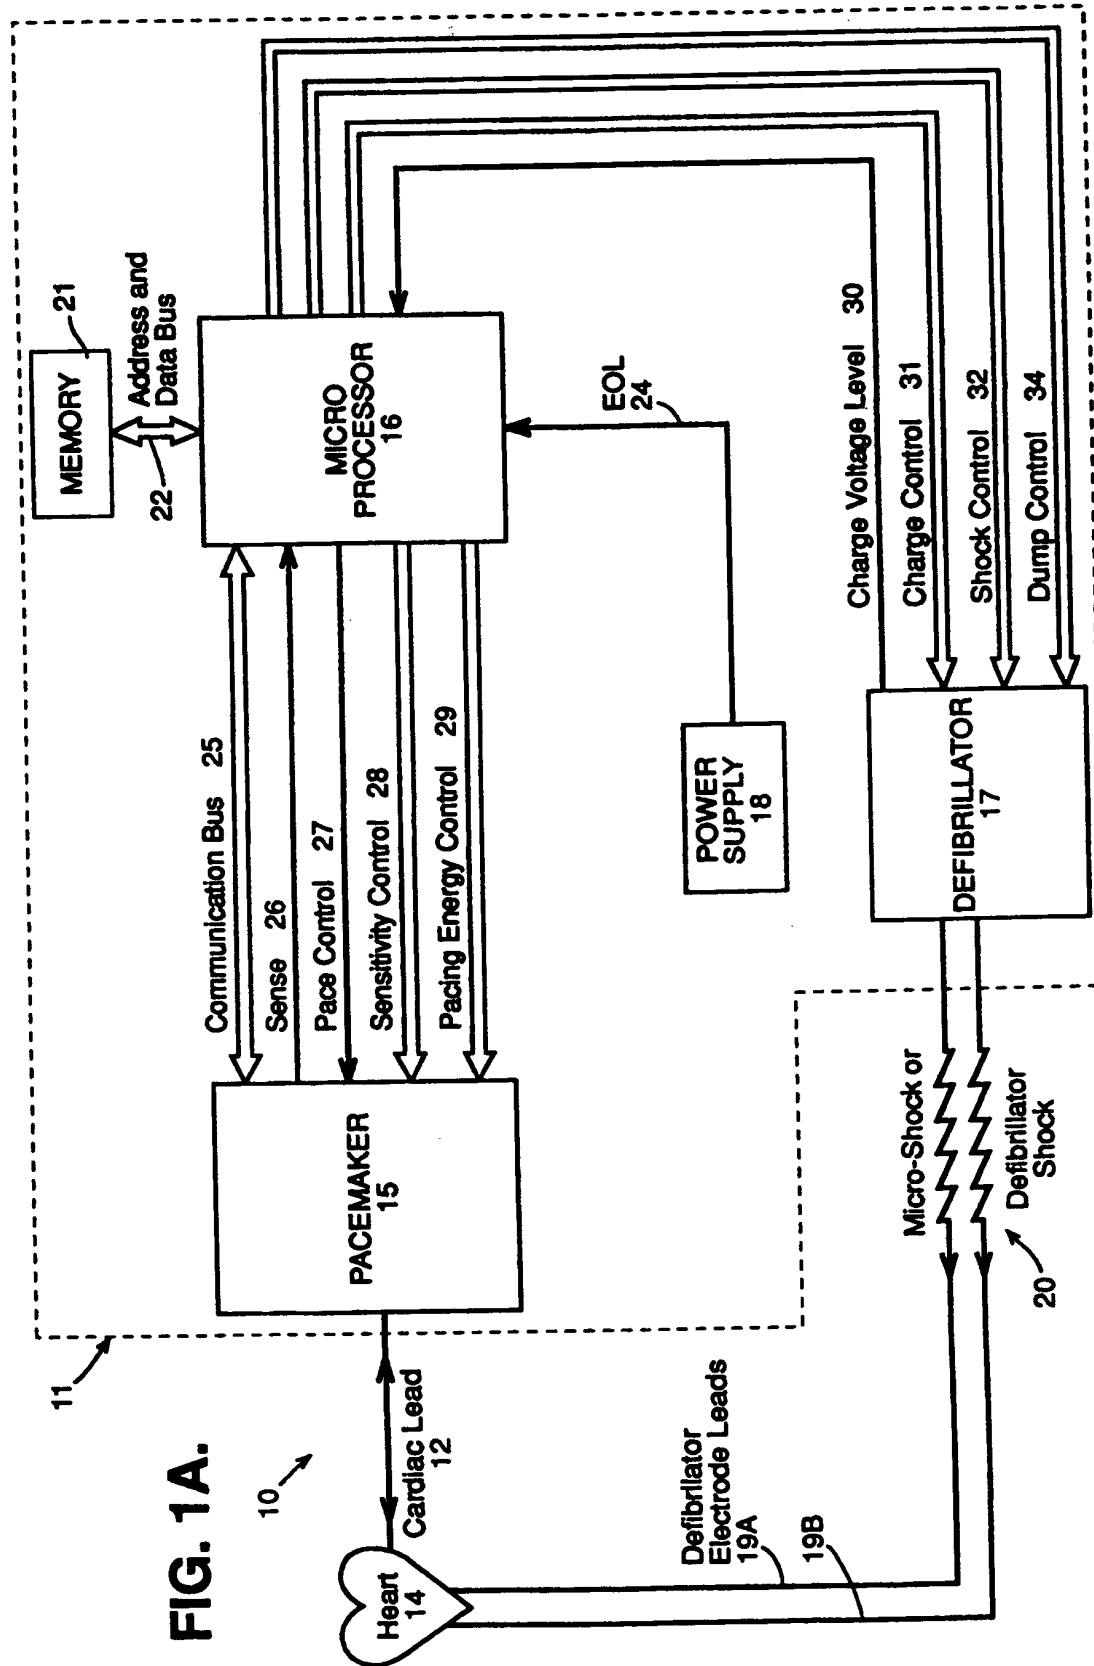 FIG. 1A.
10
11
Heart
14
Cardiac Lead
12
PACEMAKER
15
Communication Bus 25
Sense 26
Pace Control 27
Sensitivity Control 28
Pacing Energy Control 29
MICRO
PROCESSOR
16
MEMORY
21
22
Address and
Data Bus
EOL
24
POWER
SUPPLY
18
Charge Voltage Level 30
Charge Control 31
Shock Control 32
Dump Control 34
DEFIBRILLATOR
17
Micro-Shock or
Defibrillator
Shock
20
Defibrilator
Electrode Leads
19A
19B